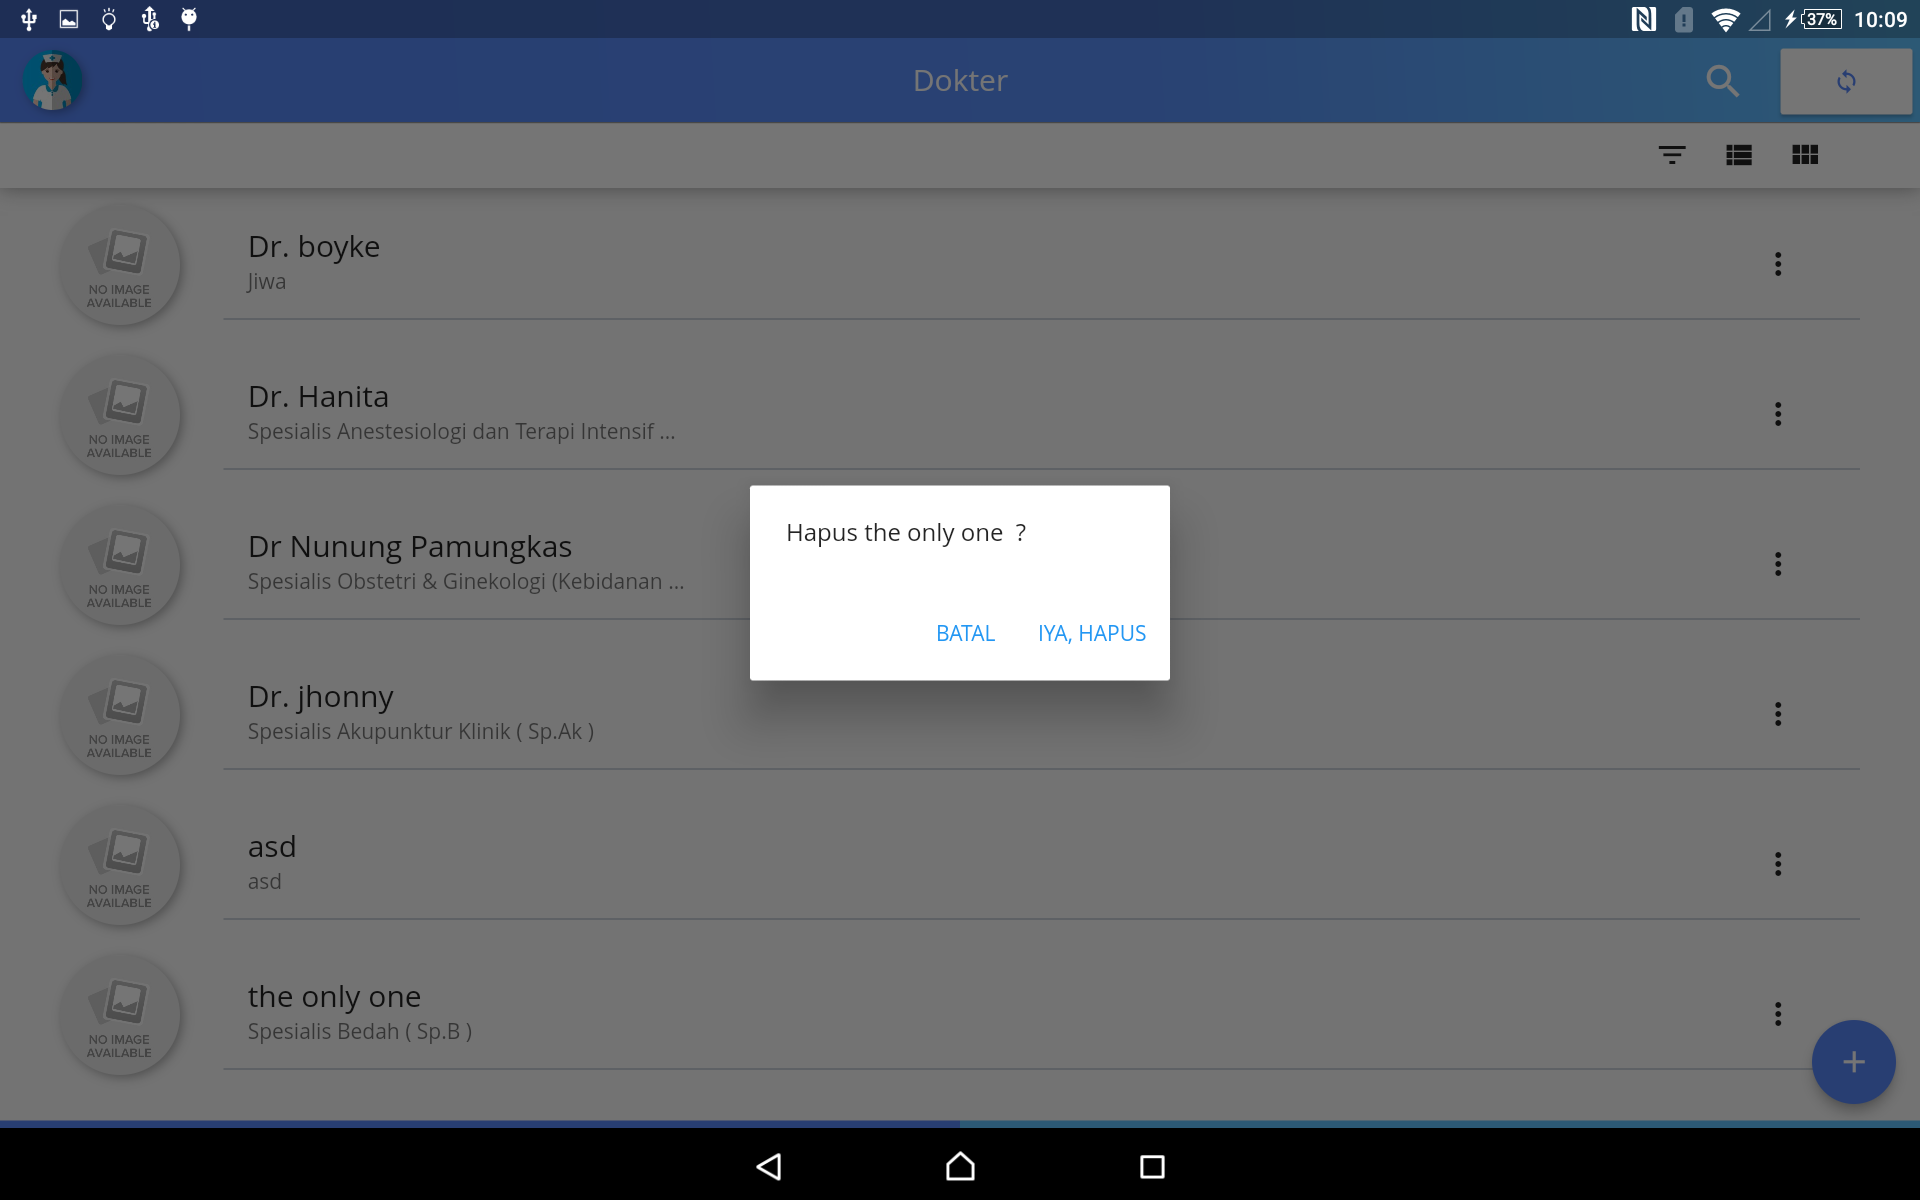 37% 10:09
Dokter
NO IMAGE
AVAILABLE
Dr. boyke
Jiwa
NO IMAGE
AVAILABLE
Dr. Hanita
Spesialis Anestesiologi dan Terapi Intensif ...
NO IMAGE
AVAILABLE
Dr Nunung Pamungkas
Spesialis Obstetri & Ginekologi (Kebidanan ...
Hapus the only one  ?
BATAL IYA, HAPUS
NO IMAGE
AVAILABLE
Dr. jhonny
Spesialis Akupunktur Klinik ( Sp.Ak )
NO IMAGE
AVAILABLE
asd
asd
NO IMAGE
AVAILABLE
the only one
Spesialis Bedah ( Sp.B )